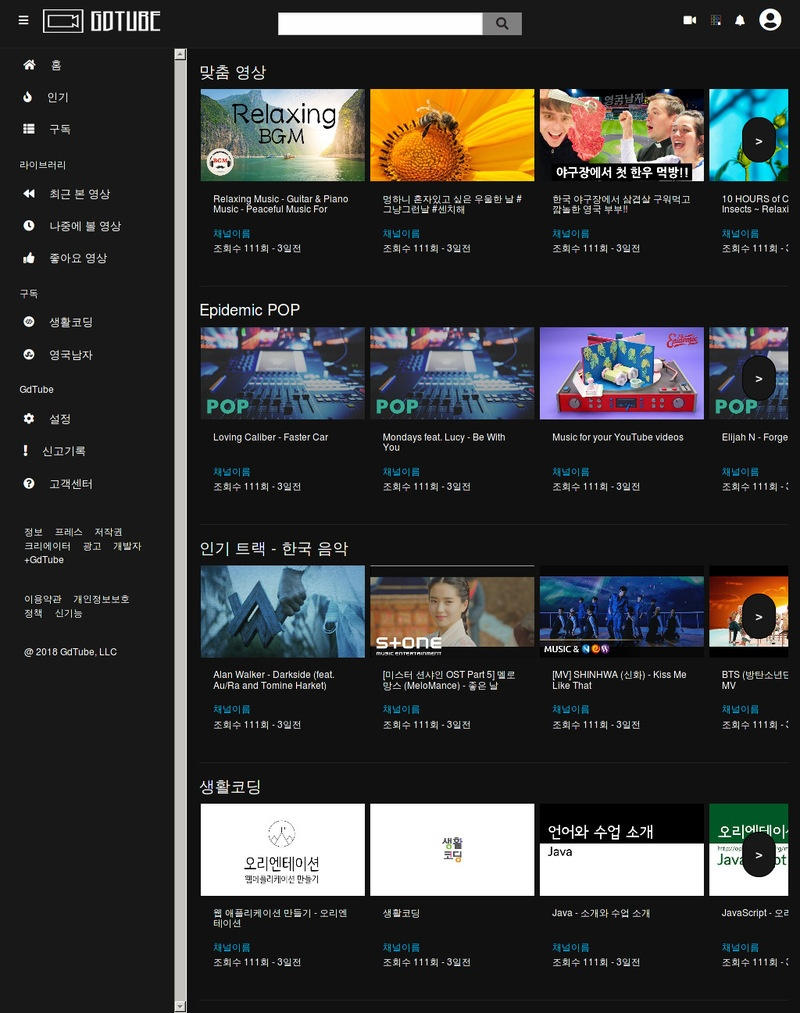 GDTUBE
홈
인기
구독
라이브러리
최근 본 영상
나중에 볼 영상
좋아요 영상
구독
생활코딩
영국남자
GdTube
설정
신고기록
고객센터
정보 프레스 저작권
크리에이터 광고 개발자
+GdTube
이용약관 개인정보보호
정책 신기능
@ 2018 GdTube, LLC
맞춤 영상
Relaxing
BGM
BGM
영국남자
야구장에서 첫 한우 먹방!!
>
Relaxing Music - Guitar & Piano
Music - Peaceful Music For
채널이름
조회수 111회 - 3일전
멍하니 혼자있고 싶은 우울한 날 #
그냥그런날 #센치해
채널이름
조회수 111회 - 3일전
한국 야구장에서 삼겹살 구워먹고
깜놀한 영국 부부!!
채널이름
조회수 111회 - 3일전
10 HOURS of C
Insects ~ Relaxi
채널이름
조회수 111회 - 3
Epidemic POP
POP
POP
Epidemic
POP
>
Loving Caliber - Faster Car
채널이름
조회수 111회 - 3일전
Mondays feat. Lucy - Be With
You
채널이름
조회수 111회 - 3일전
Music for your YouTube videos
채널이름
조회수 111회 - 3일전
Elijah N - Forge
채널이름
조회수 111회 - 3
인기 트랙 - 한국 음악
STONE
MUSIC ENTERTAINMENT
MUSIC & NEW
>
Alan Walker - Darkside (feat.
Au/Ra and Tomine Harket)
채널이름
조회수 111회 - 3일전
[미스터 션샤인 OST Part 5] 멜로
망스 (MeloMance) - 좋은 날
채널이름
조회수 111회 - 3일전
[MV] SHINHWA (신화) - Kiss Me
Like That
채널이름
조회수 111회 - 3일전
BTS (방탄소년단
MV
채널이름
조회수 111회 - 3
생활코딩
오리엔테이션
웹어플리케이션 만들기
생활
코딩
언어와 수업 소개
Java
오리엔테이
>
웹 애플리케이션 만들기 - 오리엔
테이션
채널이름
조회수 111회 - 3일전
생활코딩
채널이름
조회수 111회 - 3일전
Java - 소개와 수업 소개
채널이름
조회수 111회 - 3일전
JavaScript - 오리
채널이름
조회수 111회 - 3